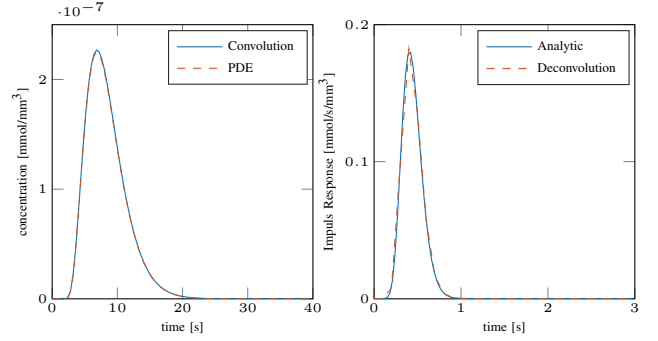 ·10⁻⁷
Convolution
PDE
2
1
0
0
10
20
30
40
concentration [mmol/mm³]
time [s]
Analytic
Deconvolution
0.2
0.1
0
0
1
2
3
Impuls Response [mmol/s/mm³]
time [s]